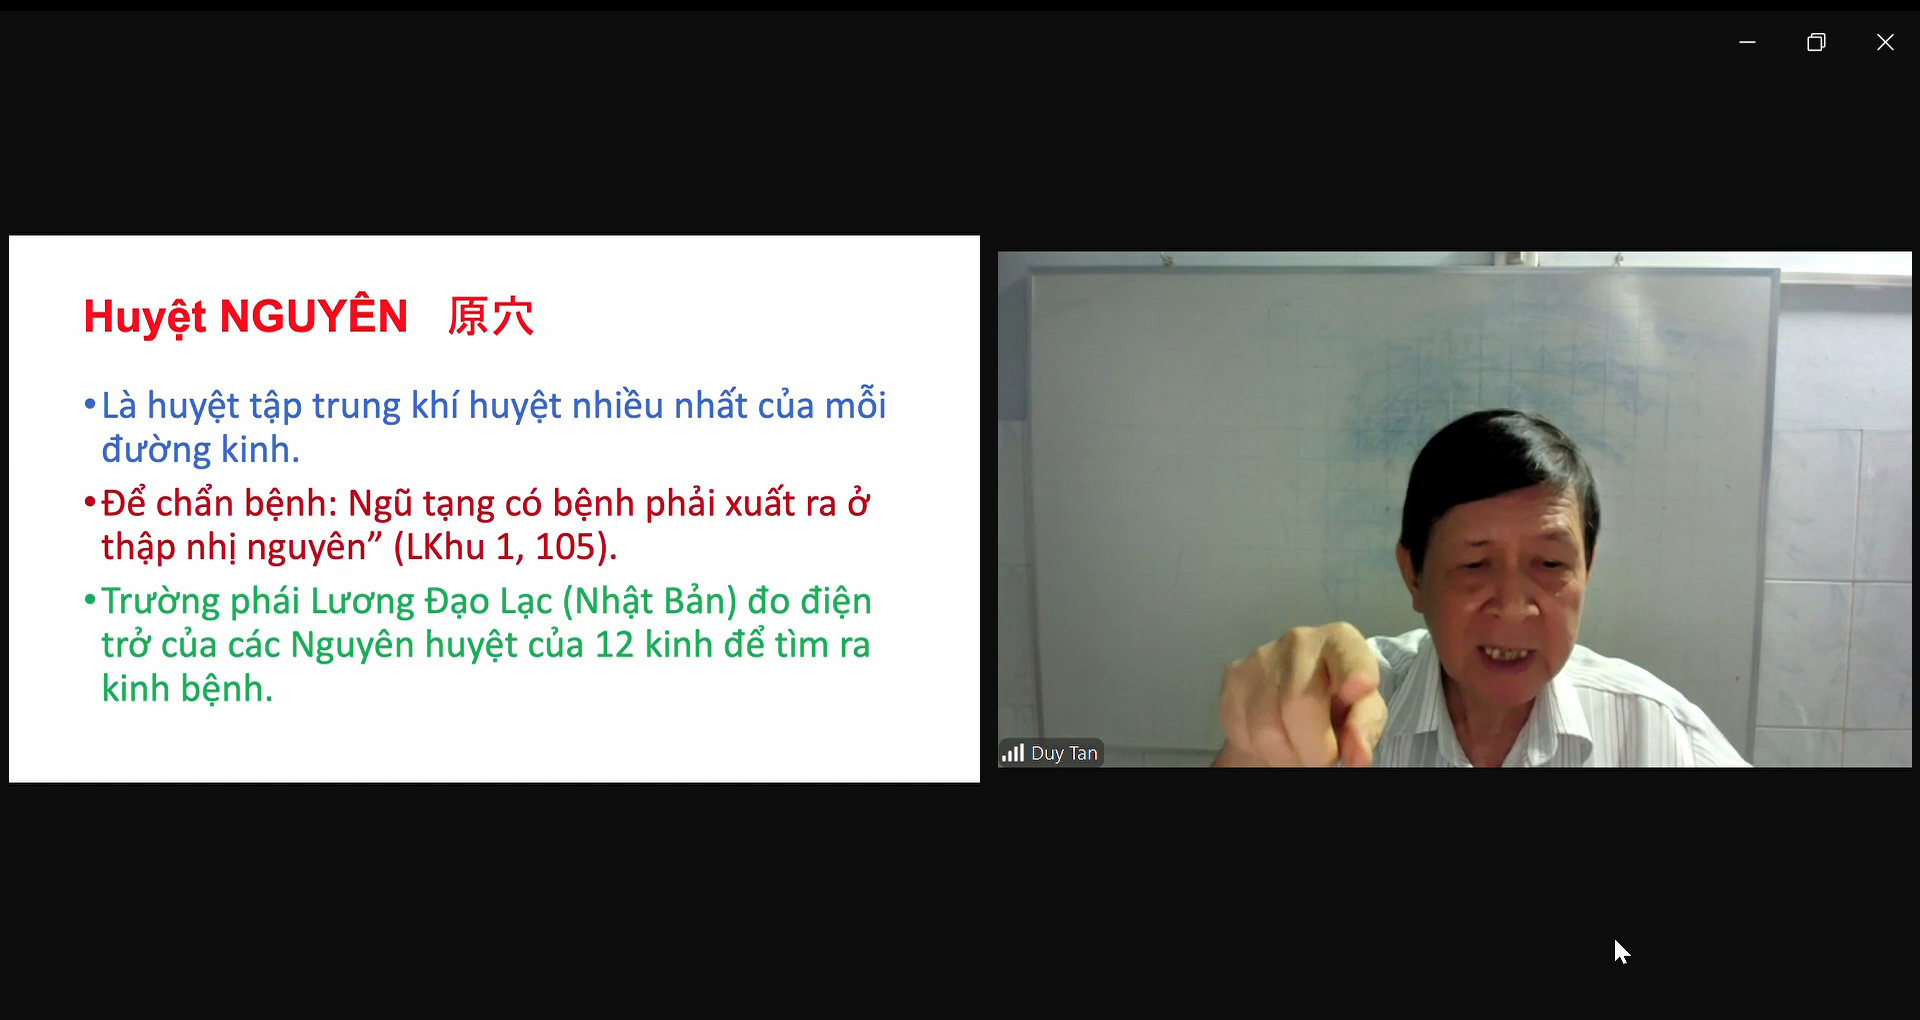 Huyệt NGUYÊN 原穴
•Là huyệt tập trung khí huyệt nhiều nhất của mỗi
đường kinh.
•Để chẩn bệnh: Ngũ tạng có bệnh phải xuất ra ở
thập nhị nguyên” (LKhu 1, 105).
•Trường phái Lương Đạo Lạc (Nhật Bản) đo điện
trở của các Nguyên huyệt của 12 kinh để tìm ra
kinh bệnh.
Duy Tan